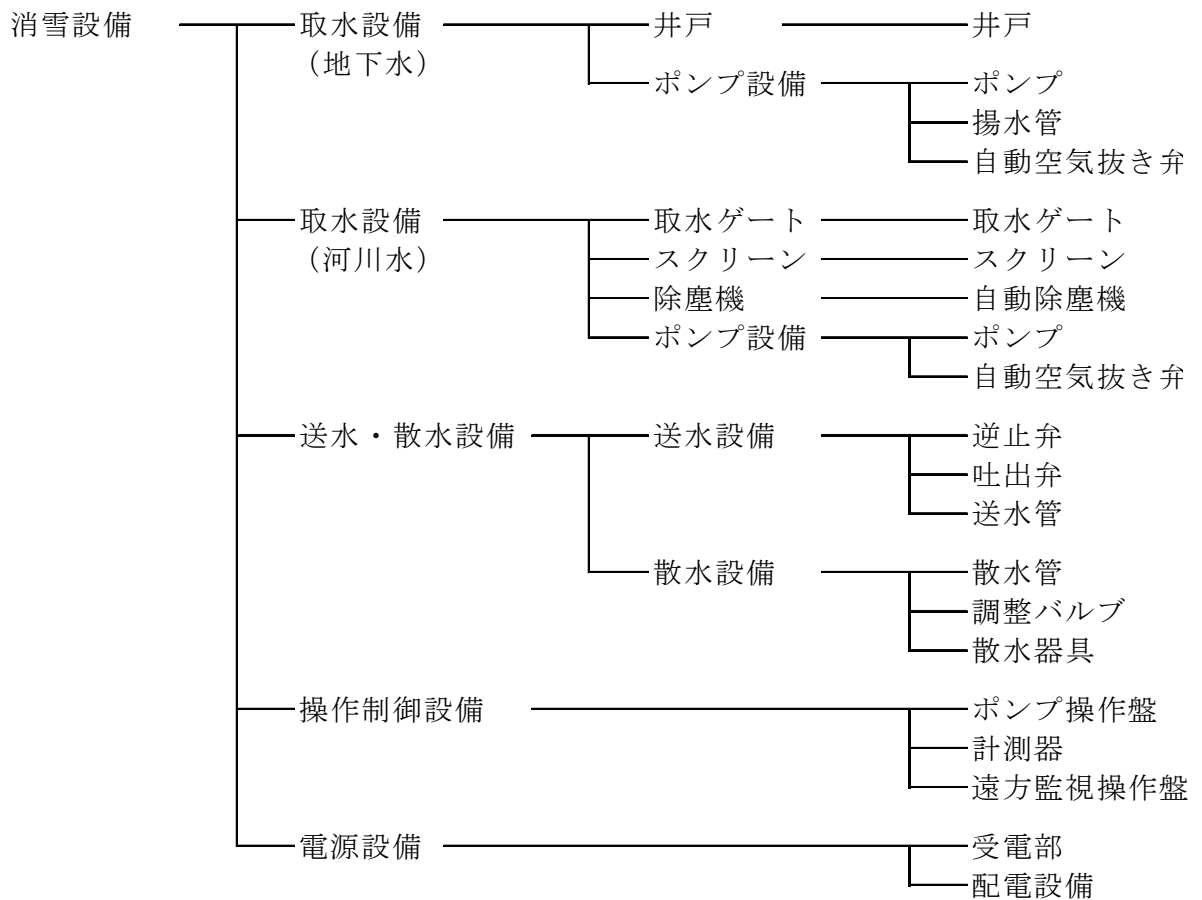 消雪設備 取水設備 井戸 井戸
（地下水）
ポンプ設備 ポンプ
揚水管
自動空気抜き弁
取水設備 取水ゲート 取水ゲート
（河川水） スクリーン スクリーン
除塵機 自動除塵機
ポンプ設備 ポンプ
自動空気抜き弁
送水・散水設備 送水設備 逆止弁
吐出弁
送水管
散水設備 散水管
調整バルブ
散水器具
操作制御設備 ポンプ操作盤
計測器
遠方監視操作盤
電源設備 受電部
配電設備